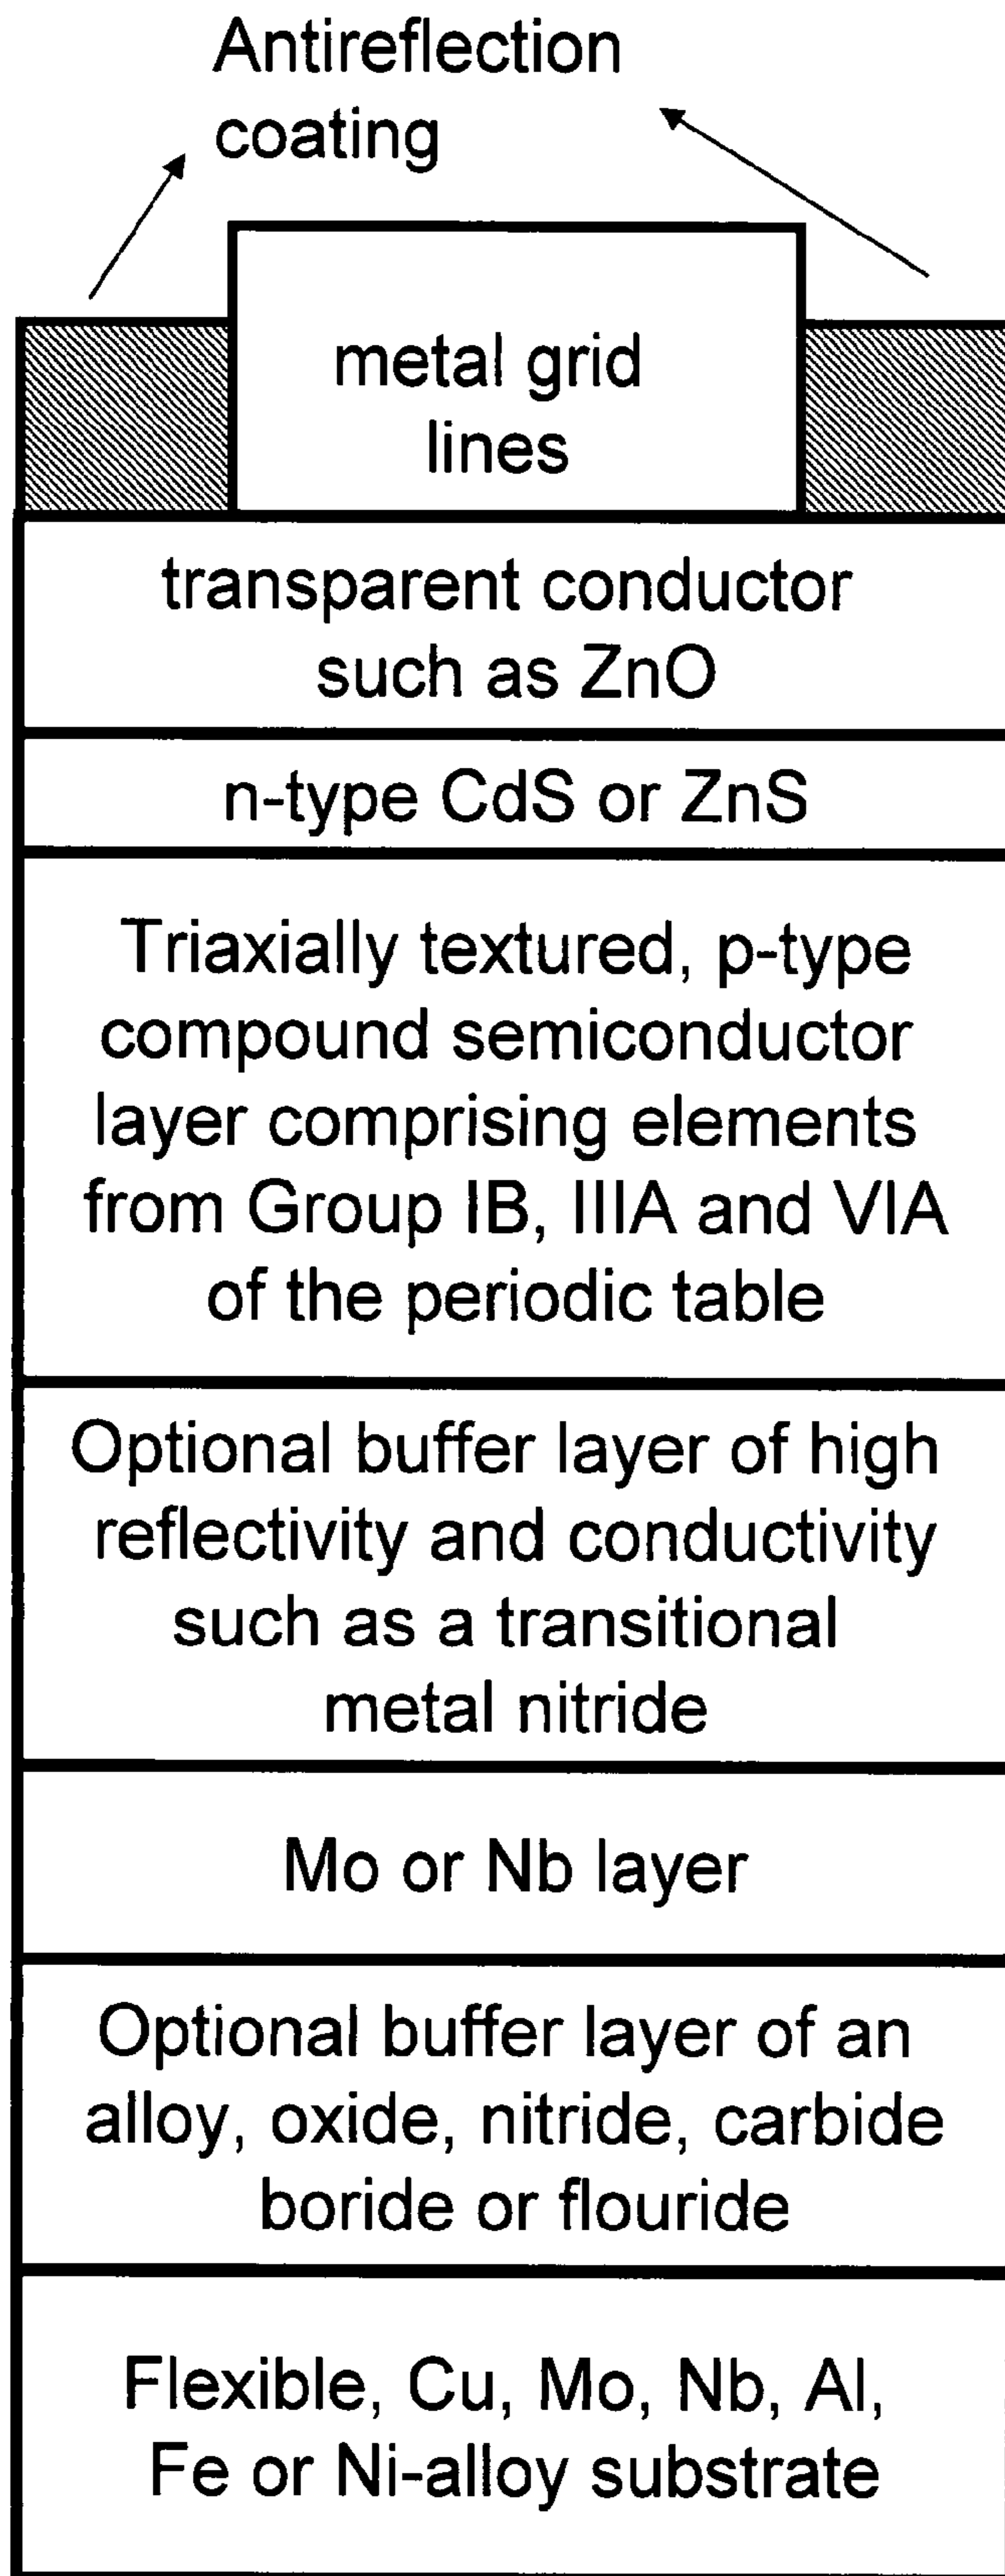 Antireflection
coating
metal grid
lines
transparent conductor
such as ZnO
n-type CdS or ZnS
Triaxially textured, p-type
compound semiconductor
layer comprising elements
from Group IB, IIIA and VIA
of the periodic table
Optional buffer layer of high
reflectivity and conductivity
such as a transitional
metal nitride
Mo or Nb layer
Optional buffer layer of an
alloy, oxide, nitride, carbide
boride or flouride
Flexible, Cu, Mo, Nb, Al,
Fe or Ni-alloy substrate